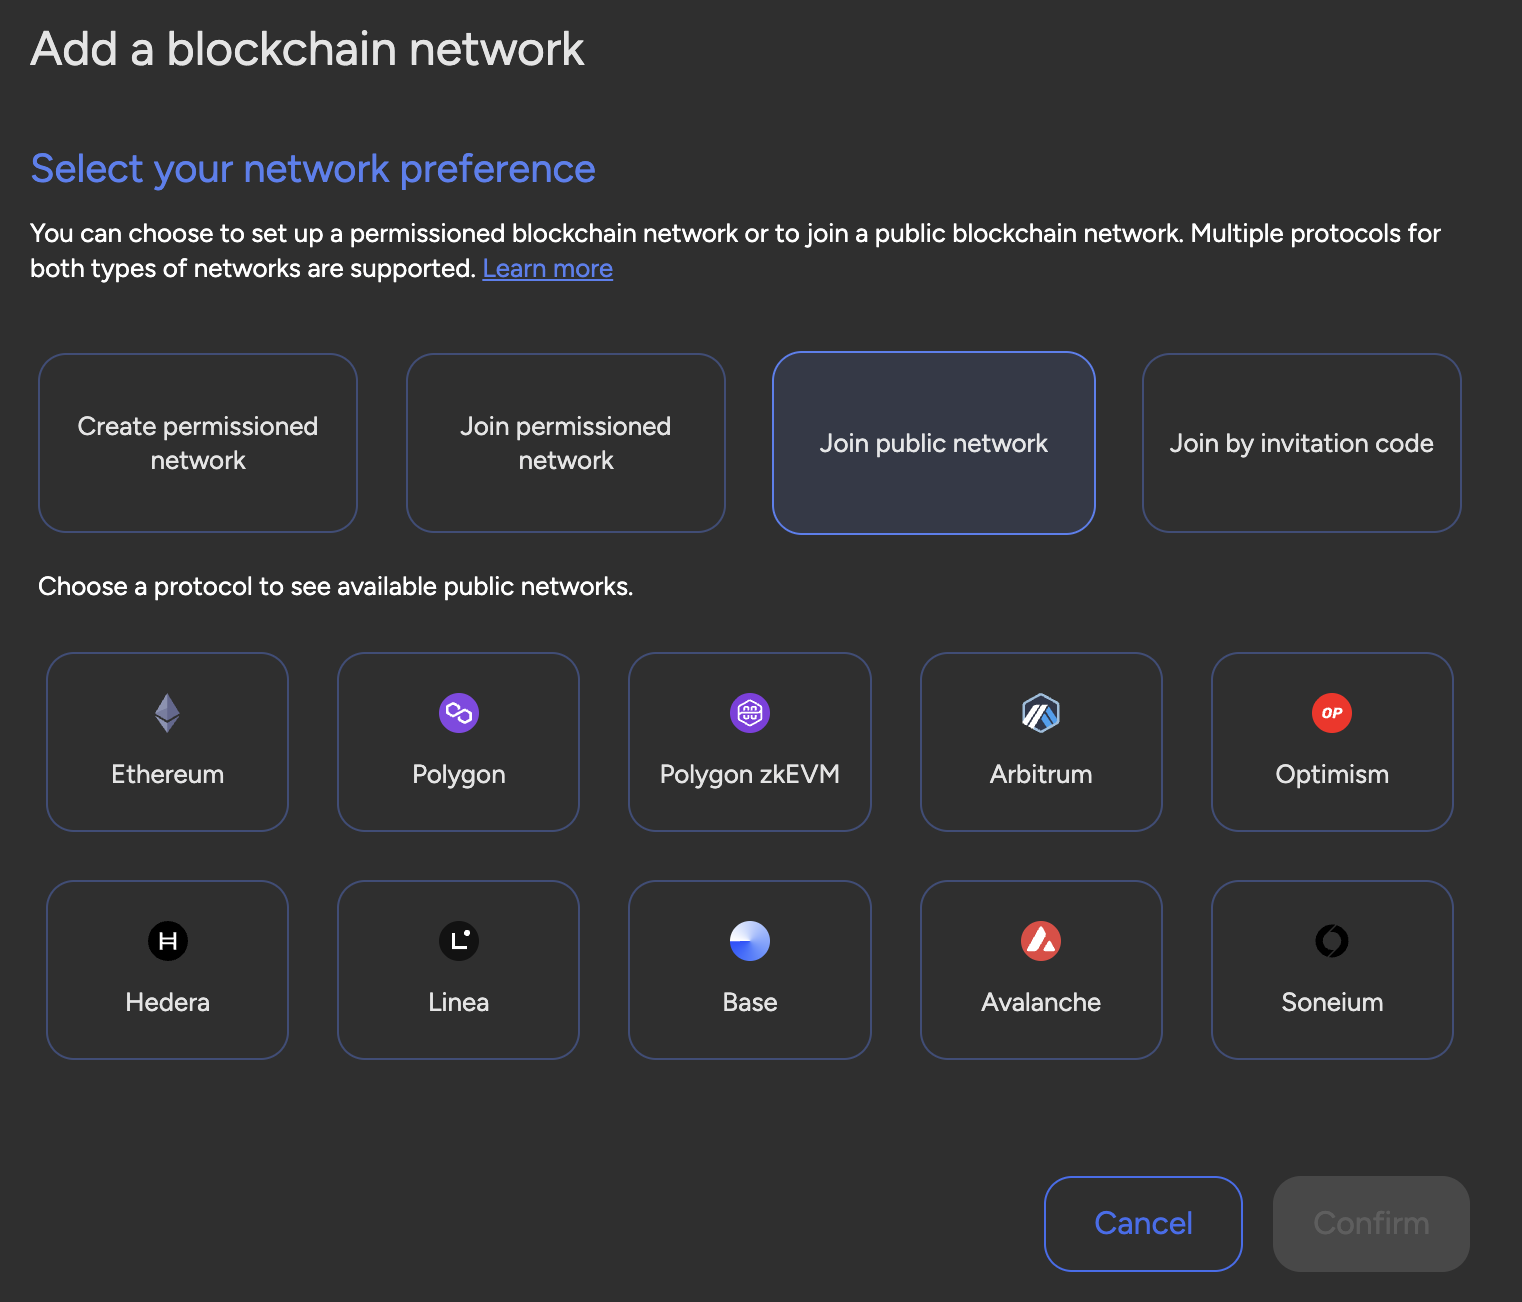 Add a blockchain network
Select your network preference
You can choose to set up a permissioned blockchain network or to join a public blockchain network. Multiple protocols for
both types of networks are supported. Learn more
Create permissioned
network
Join permissioned
network
Join public network
Join by invitation code
Choose a protocol to see available public networks.
Ethereum
Polygon
Polygon zkEVM
Arbitrum
OP
Optimism
Hedera
Linea
Base
Avalanche
Soneium
Cancel
Confirm